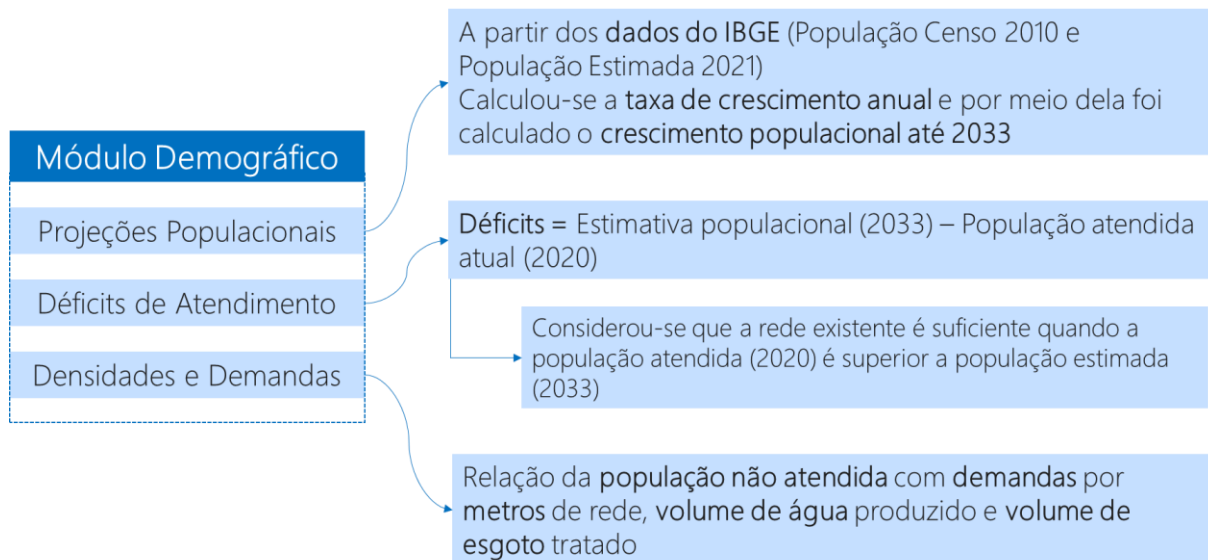 A partir dos dados do IBGE (População Censo 2010 e
População Estimada 2021)
Calculou-se a taxa de crescimento anual e por meio dela foi
calculado o crescimento populacional até 2033
Módulo Demográfico
Projeções Populacionais
Déficits = Estimativa populacional (2033) – População atendida
atual (2020)
Déficits de Atendimento
Considerou-se que a rede existente é suficiente quando a
população atendida (2020) é superior a população estimada
(2033)
Densidades e Demandas
Relação da população não atendida com demandas por
metros de rede, volume de água produzido e volume de
esgoto tratado